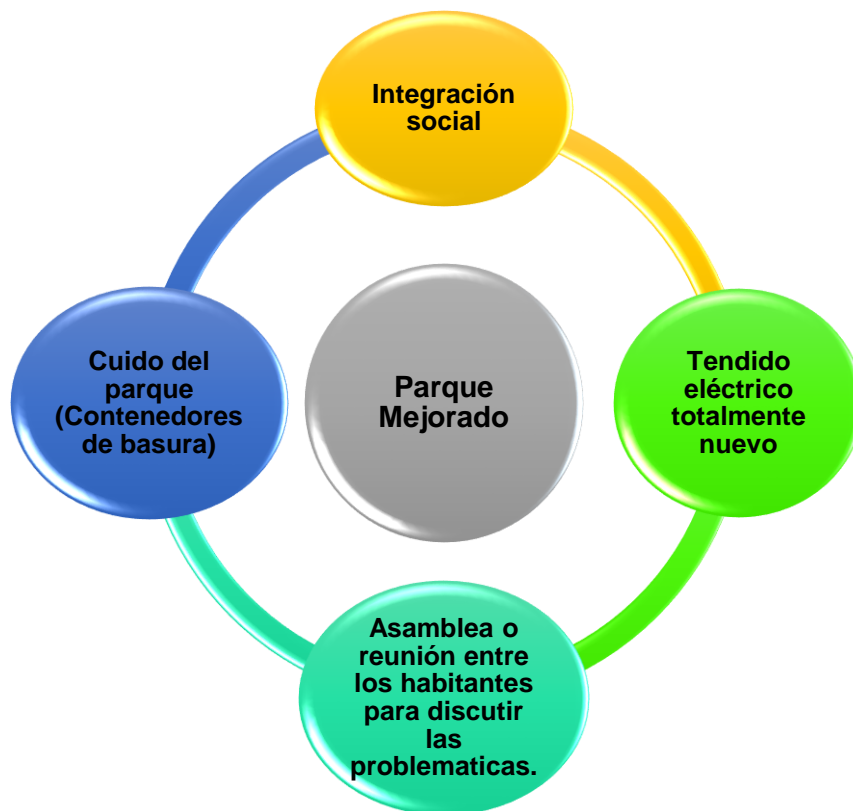 Integración
social
Cuido del
parque
(Contenedores
de basura)
Parque
Mejorado
Tendido
eléctrico
totalmente
nuevo
Asamblea o
reunión entre
los habitantes
para discutir
las
problematicas.